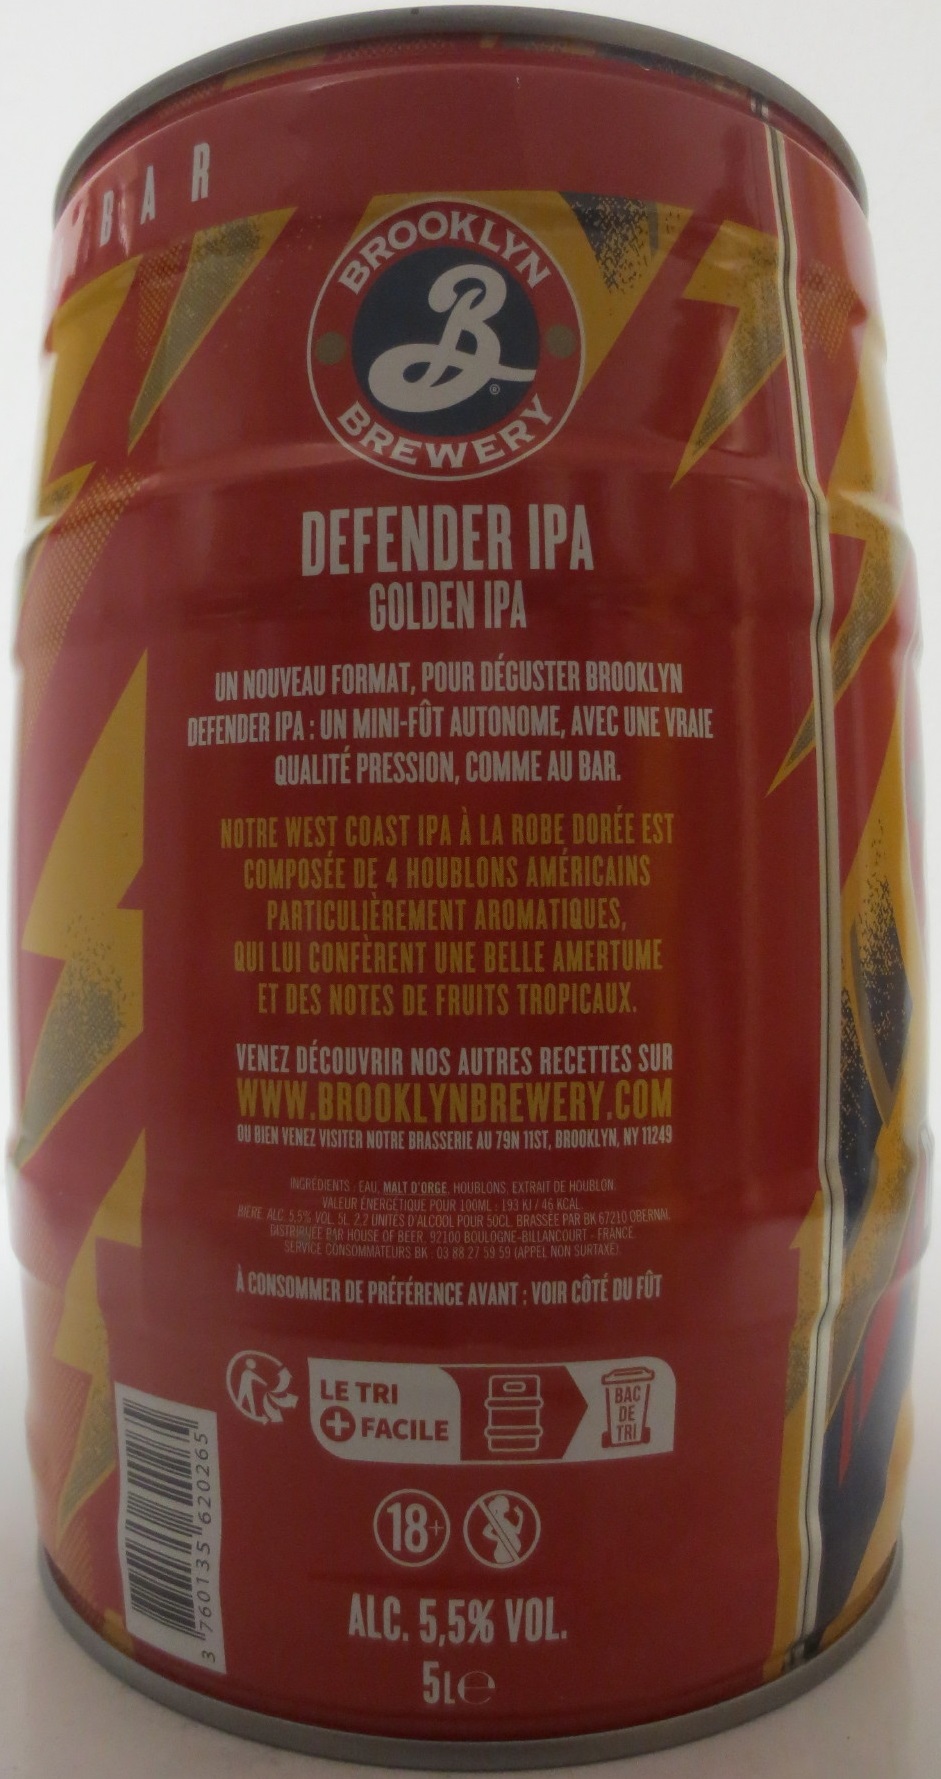 BAR
BROOKLYN
B
®
BREWERY
DEFENDER IPA
GOLDEN IPA
UN NOUVEAU FORMAT, POUR DÉGUSTER BROOKLYN
DEFENDER IPA : UN MINI-FÛT AUTONOME, AVEC UNE VRAIE
QUALITÉ PRESSION, COMME AU BAR.
NOTRE WEST COAST IPA À LA ROBE DORÉE EST
COMPOSÉE DE 4 HOUBLONS AMÉRICAINS
PARTICULIÈREMENT AROMATIQUES,
QUI LUI CONFÈRENT UNE BELLE AMERTUME
ET DES NOTES DE FRUITS TROPICAUX.
VENEZ DÉCOUVRIR NOS AUTRES RECETTES SUR
WWW.BROOKLYNBREWERY.COM
OU BIEN VENEZ VISITER NOTRE BRASSERIE AU 79N 11ST, BROOKLYN, NY 11249
INGRÉDIENTS : EAU, MALT D'ORGE, HOUBLONS, EXTRAIT DE HOUBLON.
VALEUR ÉNERGÉTIQUE POUR 100ML : 193 KJ / 46 KCAL.
BIÈRE. ALC. 5,5% VOL. 5L. 2,2 UNITÉS D'ALCOOL POUR 50CL. BRASSÉE PAR BK 67210 OBERNAI,
DISTRIBUÉE PAR HOUSE OF BEER, 92100 BOULOGNE-BILLANCOURT - FRANCE.
SERVICE CONSOMMATEURS BK : 03 88 27 59 59 (APPEL NON SURTAXÉ).
À CONSOMMER DE PRÉFÉRENCE AVANT : VOIR CÔTÉ DU FÛT
LE TRI
+ FACILE
BAC
DE
TRI
18+
ALC. 5,5% VOL.
5L e
3 760135 620265